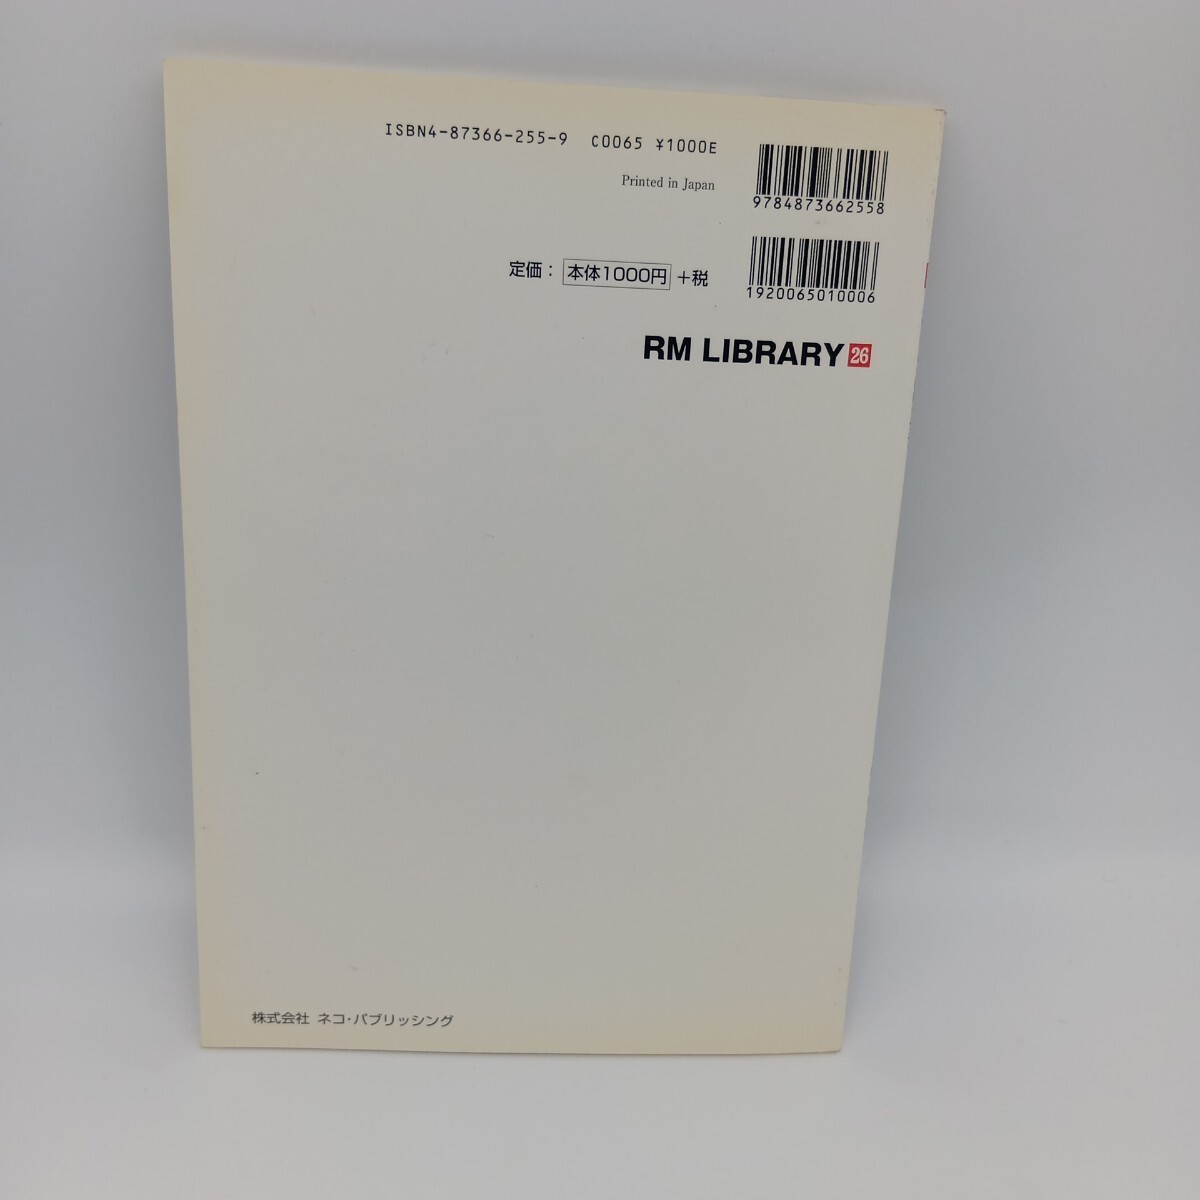 ISBN4-87366-255-9 C0065 ¥1000E
Printed in Japan
9784873662558
定価： 本体1000円 +税
1920065010006
RM LIBRARY 26
株式会社 ネコ・パブリッシング